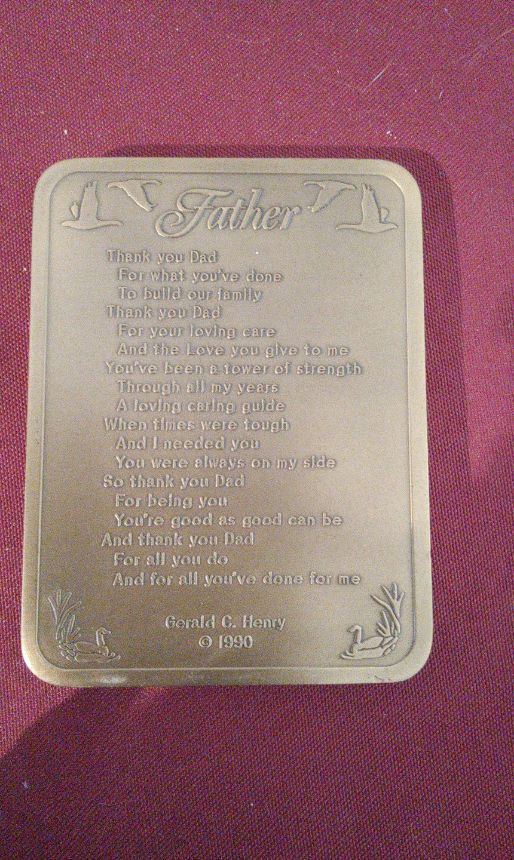 Father
Thank you Dad
For what you've done
To build our family
Thank you Dad
For your loving care
And the Love you give to me
You've been a tower of strength
Through all my years
A loving caring guide
When times were tough
And I needed you
You were always on my side
So thank you Dad
For being you
You're good as good can be
And thank you Dad
For all you do
And for all you've done for me
Gerald C. Henry
© 1990